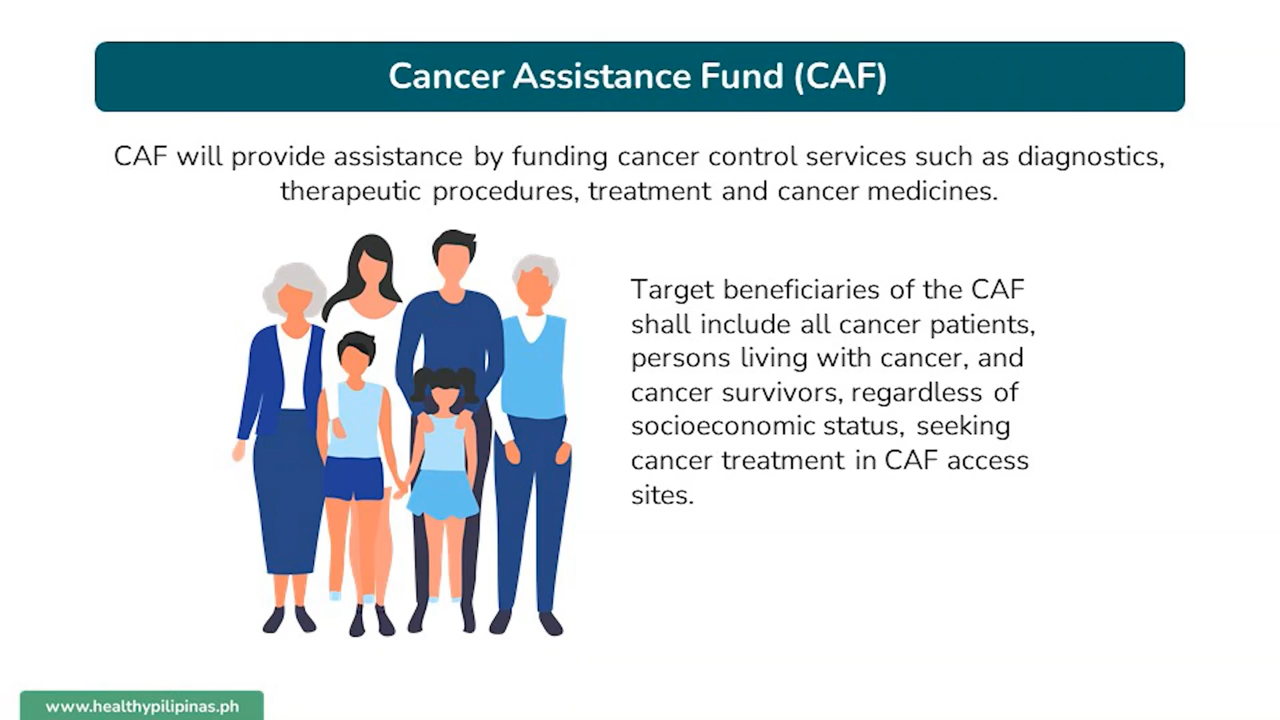 Cancer Assistance Fund (CAF)
CAF will provide assistance by funding cancer control services such as diagnostics,
therapeutic procedures, treatment and cancer medicines.
Target beneficiaries of the CAF
shall include all cancer patients,
persons living with cancer, and
cancer survivors, regardless of
socioeconomic status, seeking
cancer treatment in CAF access
sites.
www.healthypilipinas.ph